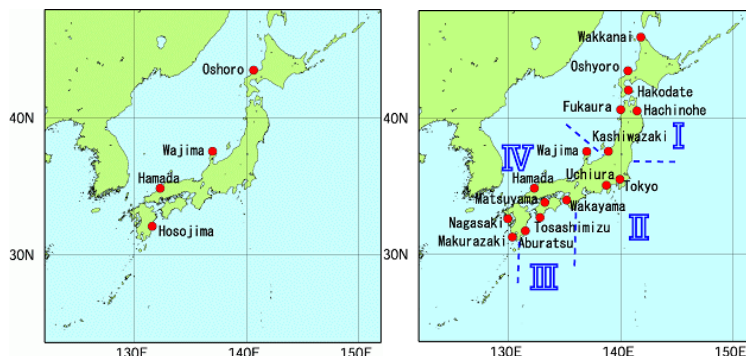 Oshoro
40N
Wajima
Hamada
Hosojima
30N
130E
140E
150E
Wakkanai
Oshyoro
Hakodate
Fukaura
Hachinohe
40N
Kashiwazaki
I
Wajima
IV
Uchiura
Hamada
Tokyo
Matsuyama
Wakayama
Nagasaki
Tosashimizu
II
Makurazaki
Aburatsu
30N
III
130E
140E
150E